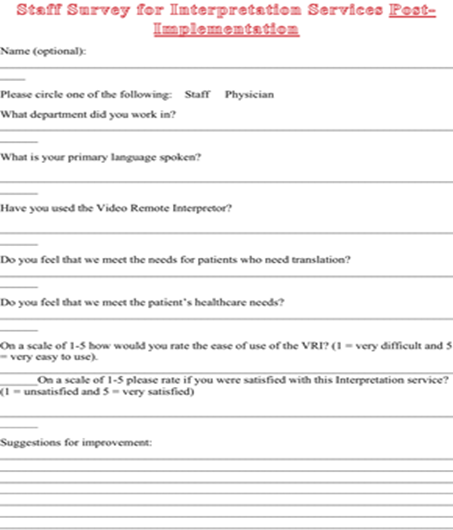 Staff Survey for Interpretation Services Post-
Implementation
Name (optional):
Please circle one of the following: Staff Physician
What department did you work in?
What is your primary language spoken?
Have you used the Video Remote Interpretor?
Do you feel that we meet the needs for patients who need translation?
Do you feel that we meet the patient's healthcare needs?
On a scale of 1-5 how would you rate the ease of use of the VRI? (1 = very difficult and 5
= very easy to use).
______On a scale of 1-5 please rate if you were satisfied with this Interpretation service?
(1 = unsatisfied and 5 = very satisfied)
Suggestions for improvement: